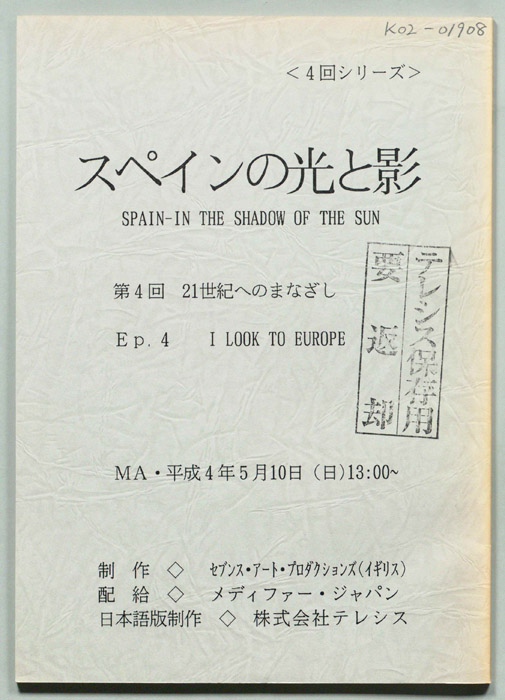 K02-01908
<4回シリーズ>
スペインの光と影
SPAIN-IN THE SHADOW OF THE SUN
第4回 21世紀へのまなざし
Ep.4 I LOOK TO EUROPE
テレシス保存用
要返却
MA・平成4年5月10日(日)13:00~
制作◇ セブンス・アート・プロダクションズ(イギリス)
配給◇ メディファー・ジャパン
日本語版制作◇ 株式会社テレシス